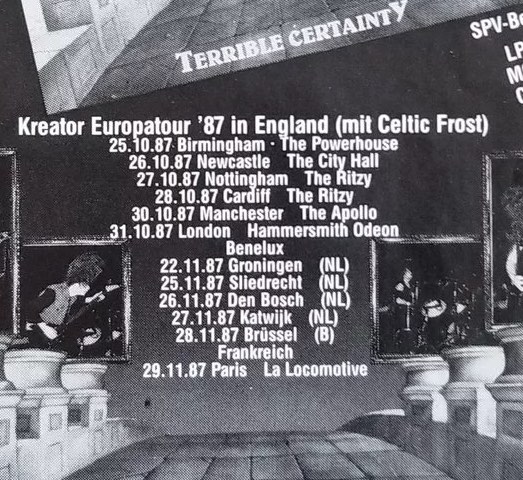 TERRIBLE CERTAINTY
SPV-Be
LP
M
Kreator Europatour '87 in England (mit Celtic Frost)
25.10.87 Birmingham · The Powerhouse
26.10.87 Newcastle The City Hall
27.10.87 Nottingham The Ritzy
28.10.87 Cardiff The Ritzy
30.10.87 Manchester The Apollo
31.10.87 London Hammersmith Odeon
Benelux
22.11.87 Groningen (NL)
25.11.87 Sliedrecht (NL)
26.11.87 Den Bosch (NL)
27.11.87 Katwijk (NL)
28.11.87 Brüssel (B)
Frankreich
29.11.87 Paris La Locomotive